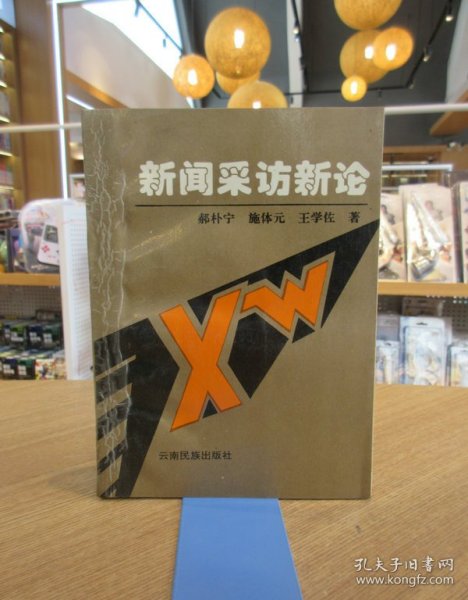 新闻采访新论
郝朴宁 施体元 王学佐 著
XW
云南民族出版社
孔夫子旧书网
www.kongfz.com